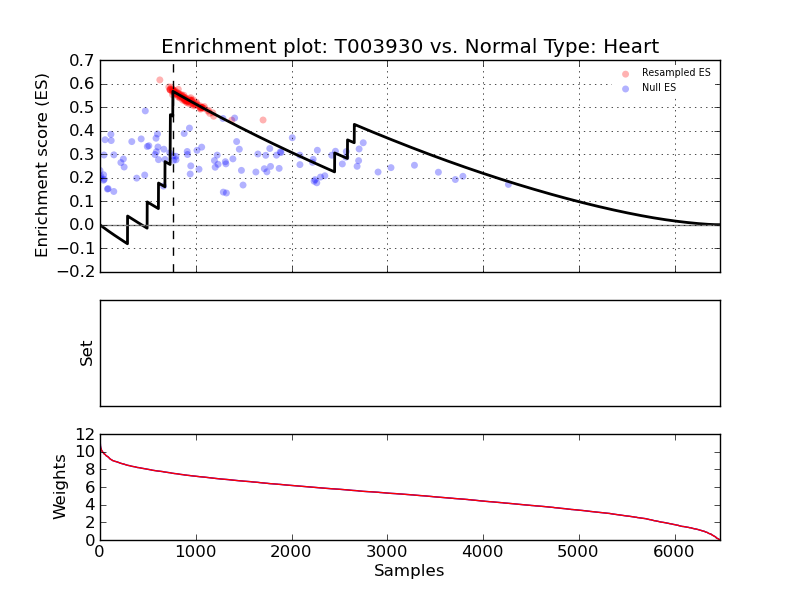 Enrichment plot: T003930 vs. Normal Type: Heart
0.7
0.6
0.5
0.4
0.3
0.2
0.1
0.0
−0.1
−0.2
Enrichment score (ES)
Resampled ES
Null ES
Set
12
10
8
6
4
2
0
Weights
0 1000 2000 3000 4000 5000 6000
Samples